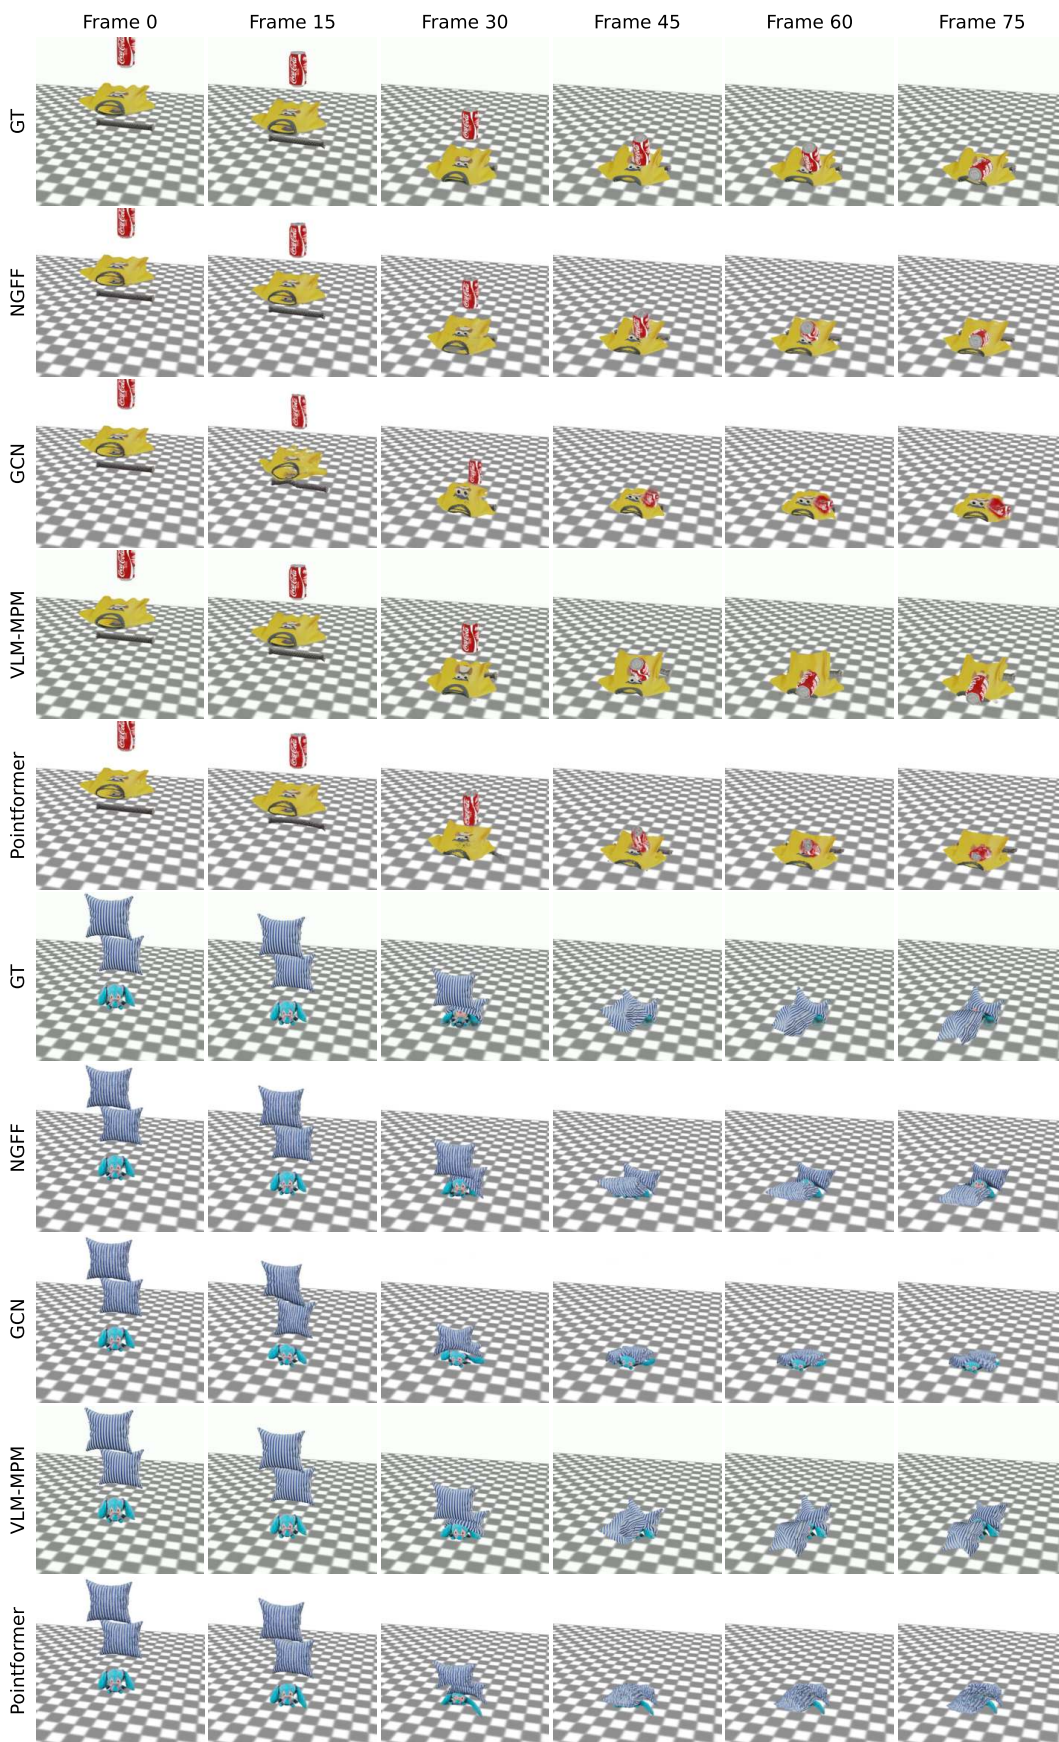 Frame 0 Frame 15 Frame 30 Frame 45 Frame 60 Frame 75
GT
NGFF
GCN
VLM-MPM
Pointformer
GT
NGFF
GCN
VLM-MPM
Pointformer